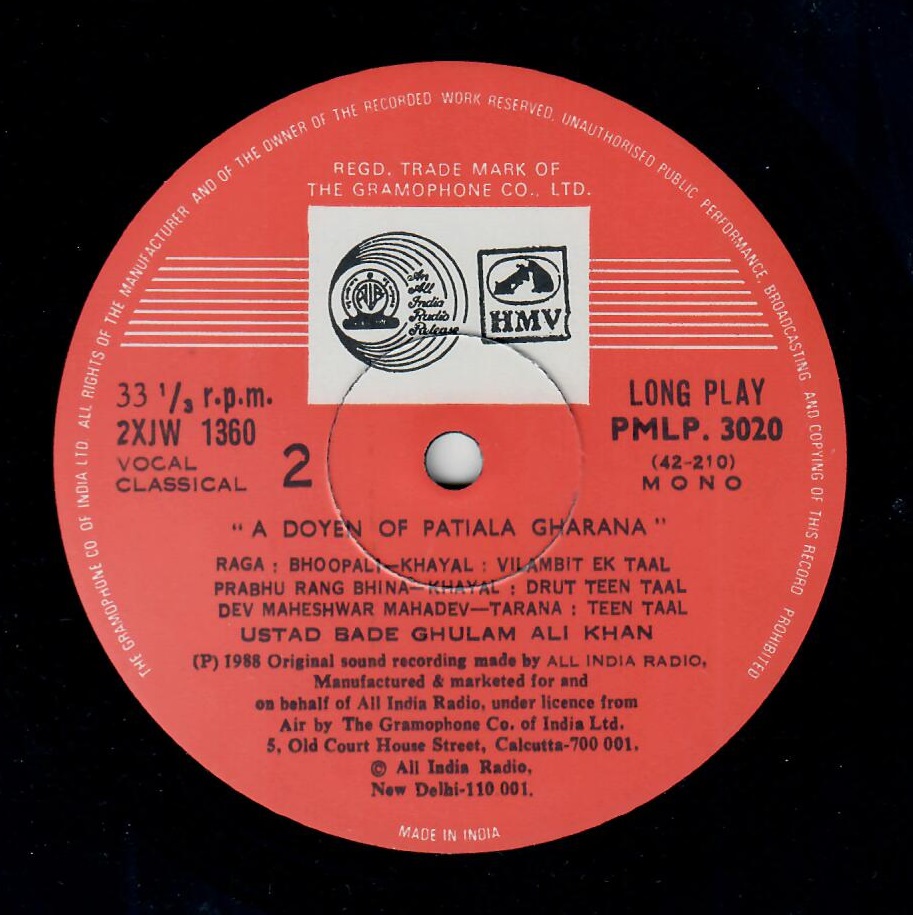 THE GRAMOPHONE CO OF INDIA LTD. ALL RIGHTS OF THE MANUFACTURER AND OF THE OWNER OF THE RECORDED WORK RESERVED. UNAUTHORISED PUBLIC PERFORMANCE, BROADCASTING AND COPYING OF THIS RECORD PROHIBITED
REGD. TRADE MARK OF
THE GRAMOPHONE CO., LTD.
AIR
An
All
India
Radio
Release
HMV
33 1/3 r.p.m.
2XJW 1360
VOCAL
CLASSICAL
2
LONG PLAY
PMLP. 3020
(42-210)
MONO
" A DOYEN OF PATIALA GHARANA "
RAGA : BHOOPALI—KHAYAL : VILAMBIT EK TAAL
PRABHU RANG BHINA—KHAYAL : DRUT TEEN TAAL
DEV MAHESHWAR MAHADEV—TARANA : TEEN TAAL
USTAD BADE GHULAM ALI KHAN
(P) 1988 Original sound recording made by ALL INDIA RADIO,
Manufactured & marketed for and
on behalf of All India Radio, under licence from
Air by The Gramophone Co. of India Ltd.
5, Old Court House Street, Calcutta-700 001.
© All India Radio,
New Delhi-110 001.
MADE IN INDIA